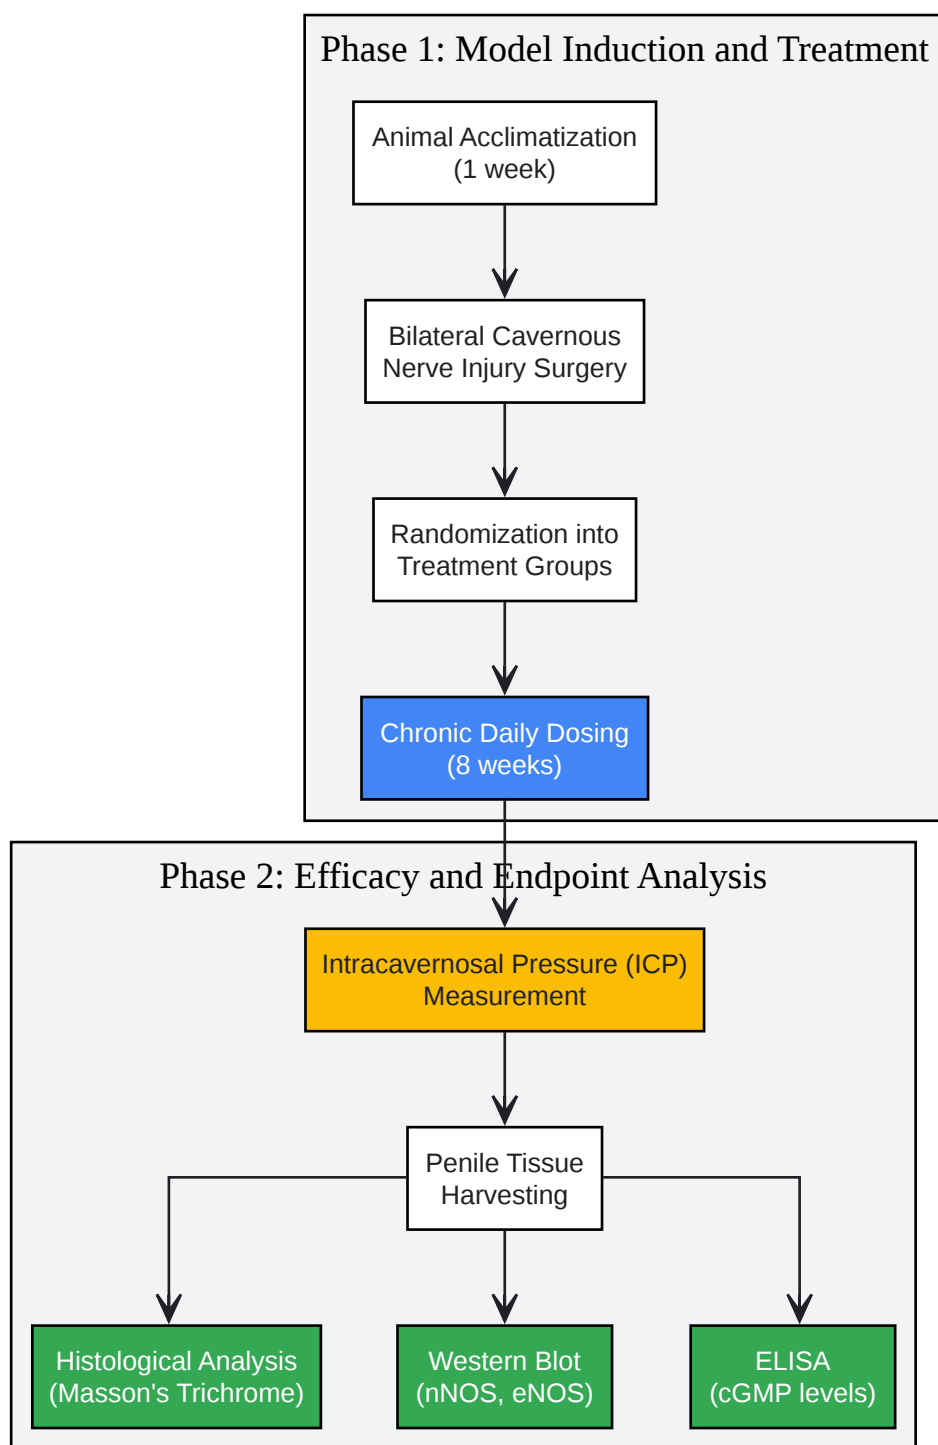 Phase 1: Model Induction and Treatment
Animal Acclimatization
(1 week)
Bilateral Cavernous
Nerve Injury Surgery
Randomization into
Treatment Groups
Chronic Daily Dosing
(8 weeks)
Phase 2: Efficacy and Endpoint Analysis
Intracavernosal Pressure (ICP)
Measurement
Penile Tissue
Harvesting
Histological Analysis
(Masson's Trichrome)
Western Blot
(nNOS, eNOS)
ELISA
(cGMP levels)